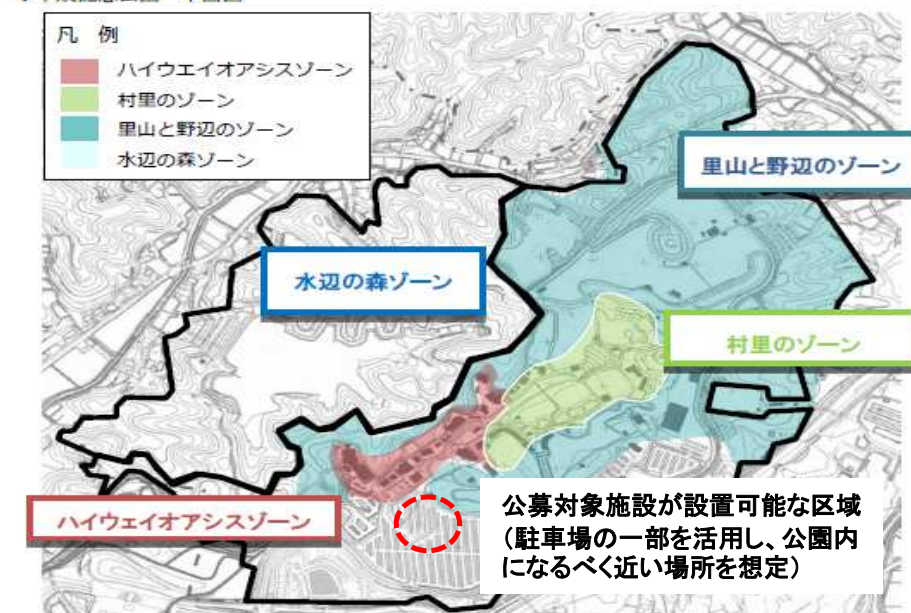 凡 例
ハイウエイオアシスゾーン
村里のゾーン
里山と野辺のゾーン
水辺の森ゾーン
里山と野辺のゾーン
水辺の森ゾーン
村里のゾーン
ハイウェイオアシスゾーン
公募対象施設が設置可能な区域
(駐車場の一部を活用し、公園内
になるべく近い場所を想定)